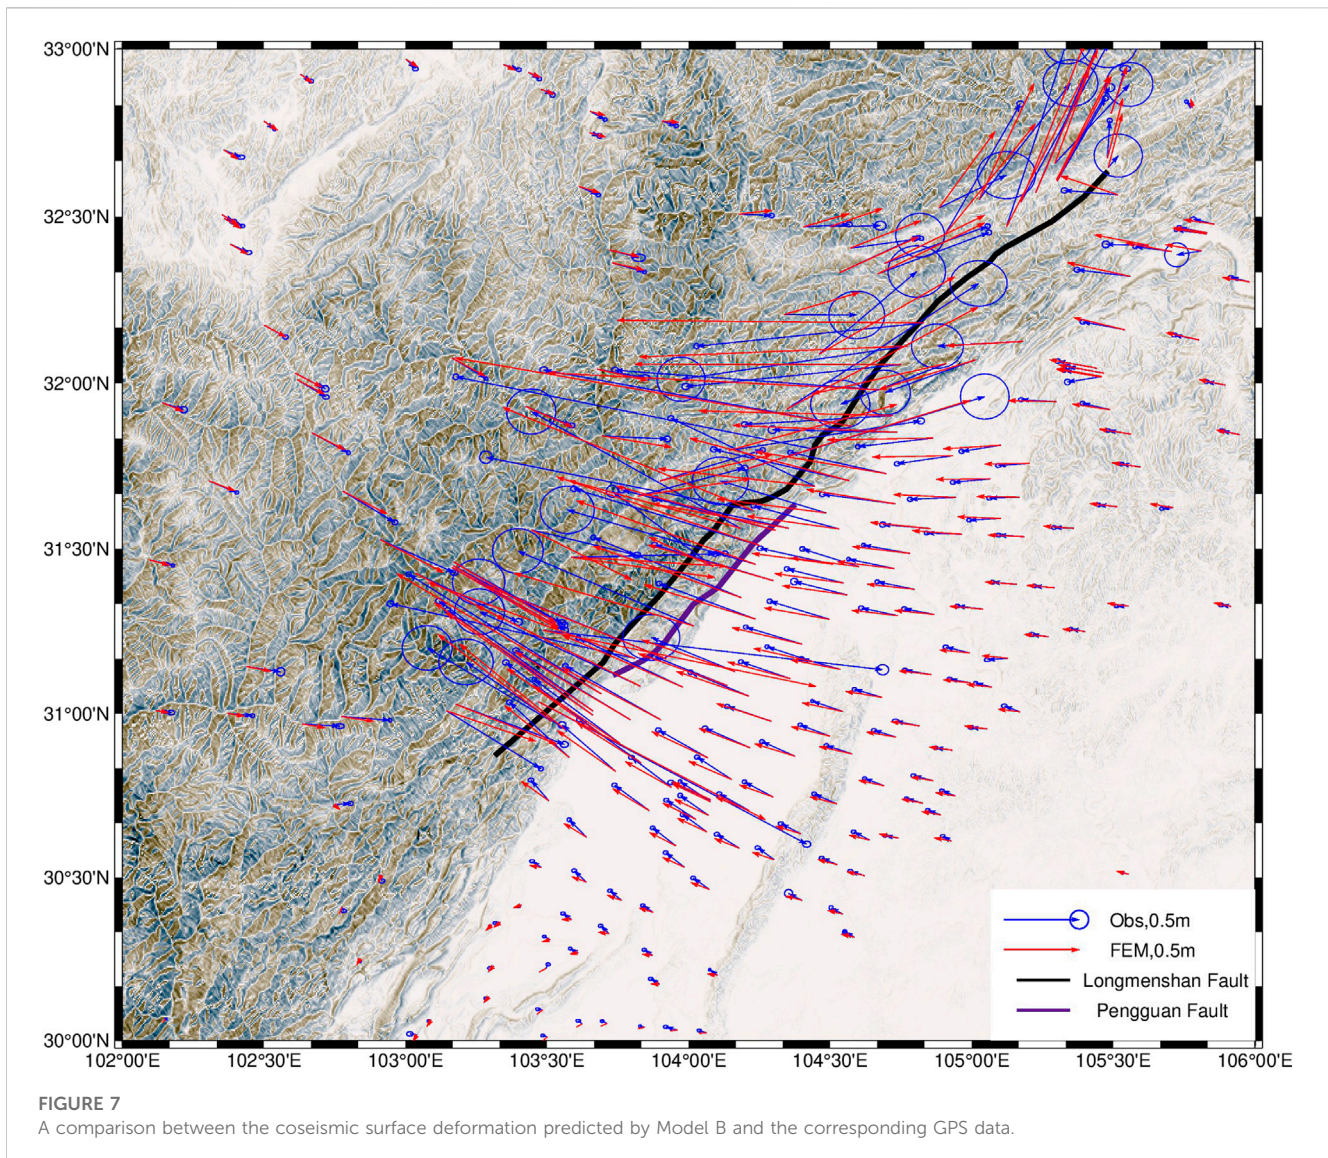 33°00'N
32°30'N
32°00'N
31°30'N
31°00'N
30°30'N
30°00'N
102°00'E 102°30'E 103°00'E 103°30'E 104°00'E 104°30'E 105°00'E 105°30'E 106°00'E
Obs,0.5m
FEM,0.5m
Longmenshan Fault
Pengguan Fault
FIGURE 7
A comparison between the coseismic surface deformation predicted by Model B and the corresponding GPS data.